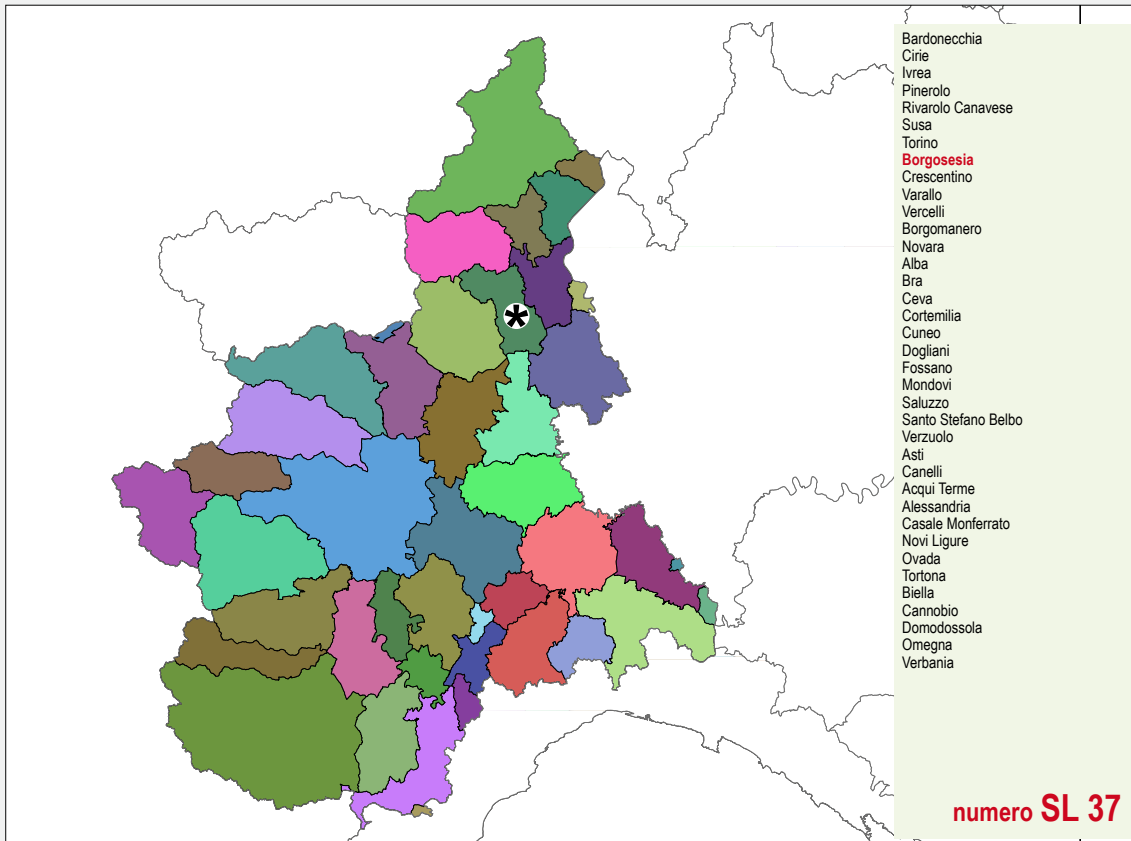 Bardonecchia
Cirie
Ivrea
Pinerolo
Rivarolo Canavese
Susa
Torino
Borgosesia
Crescentino
Varallo
Vercelli
Borgomanero
Novara
Alba
Bra
Ceva
Cortemilia
Cuneo
Dogliani
Fossano
Mondovi
Saluzzo
Santo Stefano Belbo
Verzuolo
Asti
Canelli
Acqui Terme
Alessandria
Casale Monferrato
Novi Ligure
Ovada
Tortona
Biella
Cannobio
Domodossola
Omegna
Verbania
numero SL 37